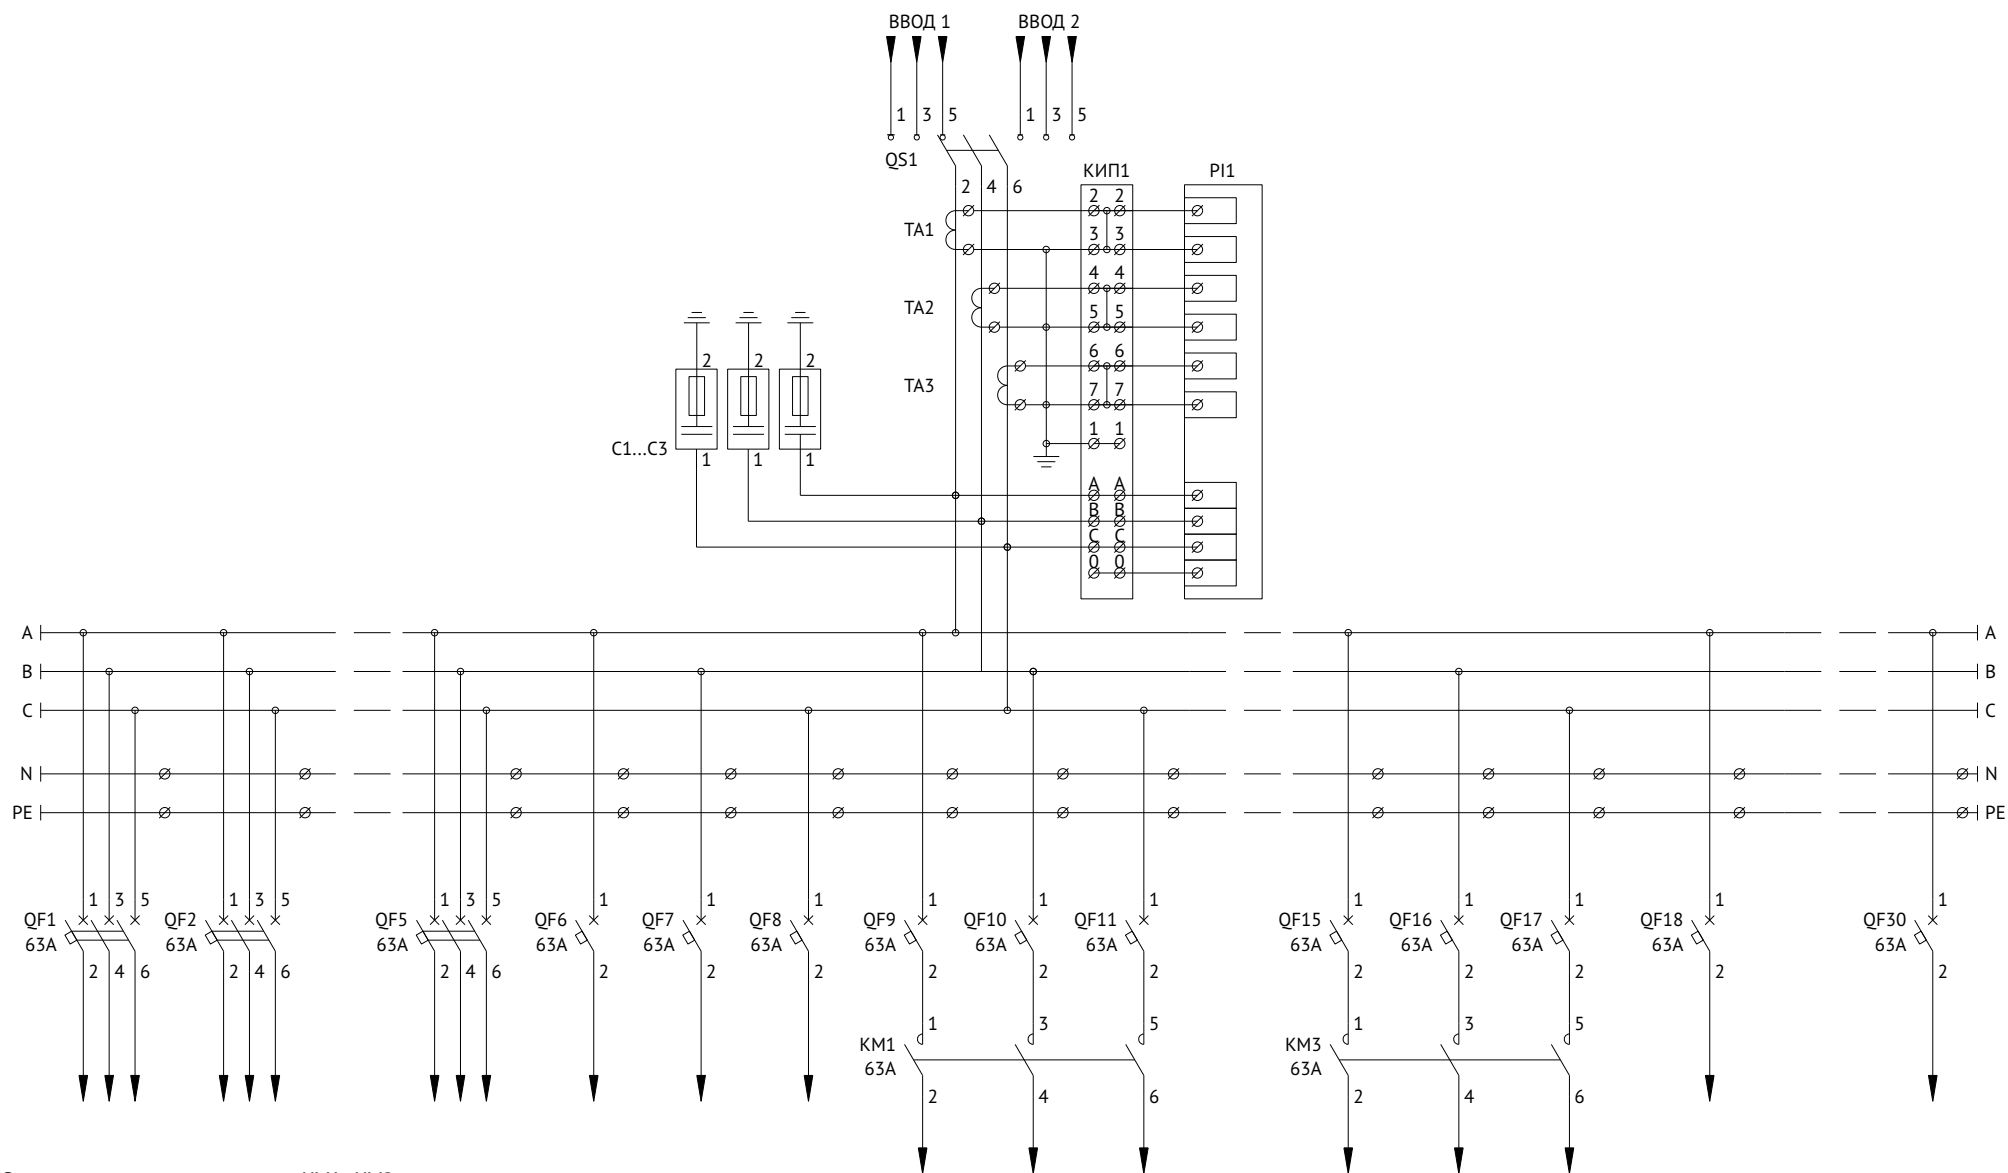 ВВОД 1 ВВОД 2
1 3 5 1 3 5
QS1
2 4 6
КИП1 PI1
2 2
TA1
3 3
4 4
TA2
5 5
6 6
TA3
7 7
1 1
2 2 2
C1...C3
1 1 1
A A
B B
C C
0 0
A A
B B
C C
N N
PE PE
1 3 5 1 3 5 1 3 5 1 1 1 1 1 1 1 1 1 1 1
QF1 QF2 QF5 QF6 QF7 QF8 QF9 QF10 QF11 QF15 QF16 QF17 QF18 QF30
63A 63A 63A 63A 63A 63A 63A 63A 63A 63A 63A 63A 63A 63A
2 4 6 2 4 6 2 4 6 2 2 2 2 2 2 2 2 2 2 2
1 3 5 1 3 5
KM1 KM3
63A 63A
2 4 6 2 4 6